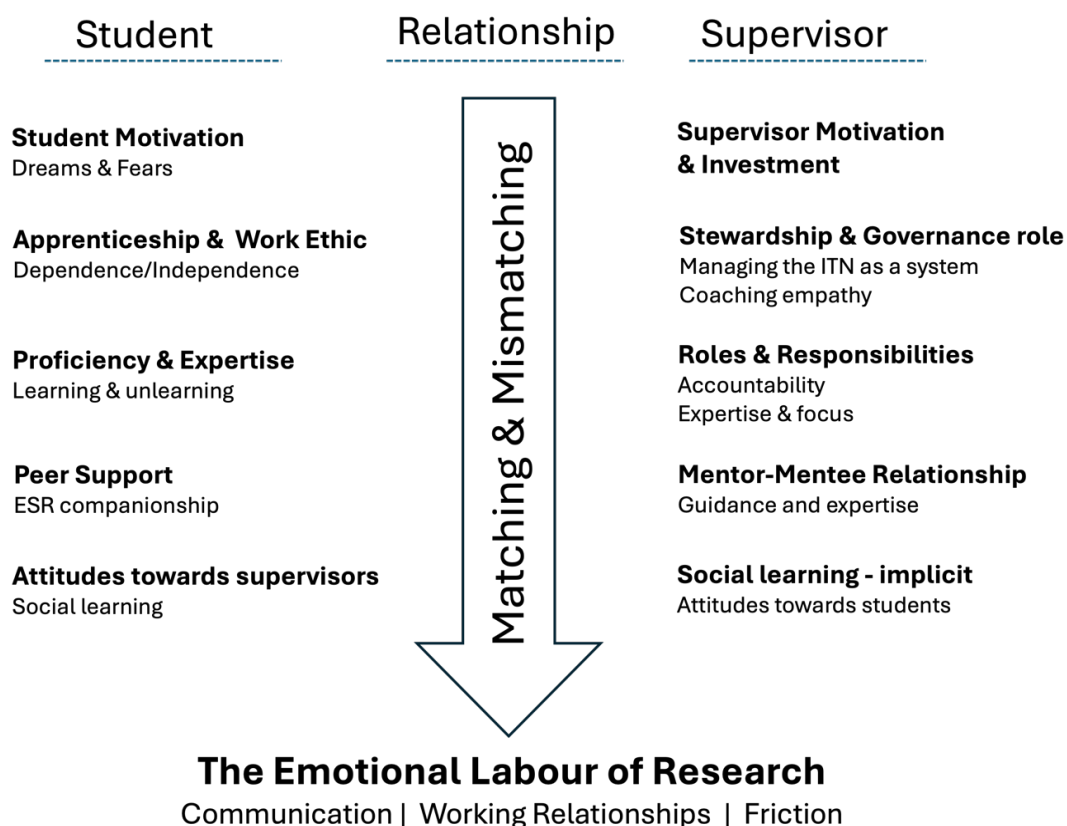 Student
Relationship
Supervisor
Student Motivation
Dreams & Fears
Apprenticeship & Work Ethic
Dependence/Independence
Proficiency & Expertise
Learning & unlearning
Peer Support
ESR companionship
Attitudes towards supervisors
Social learning
Matching & Mismatching
Supervisor Motivation
& Investment
Stewardship & Governance role
Managing the ITN as a system
Coaching empathy
Roles & Responsibilities
Accountability
Expertise & focus
Mentor-Mentee Relationship
Guidance and expertise
Social learning - implicit
Attitudes towards students
The Emotional Labour of Research
Communication | Working Relationships | Friction